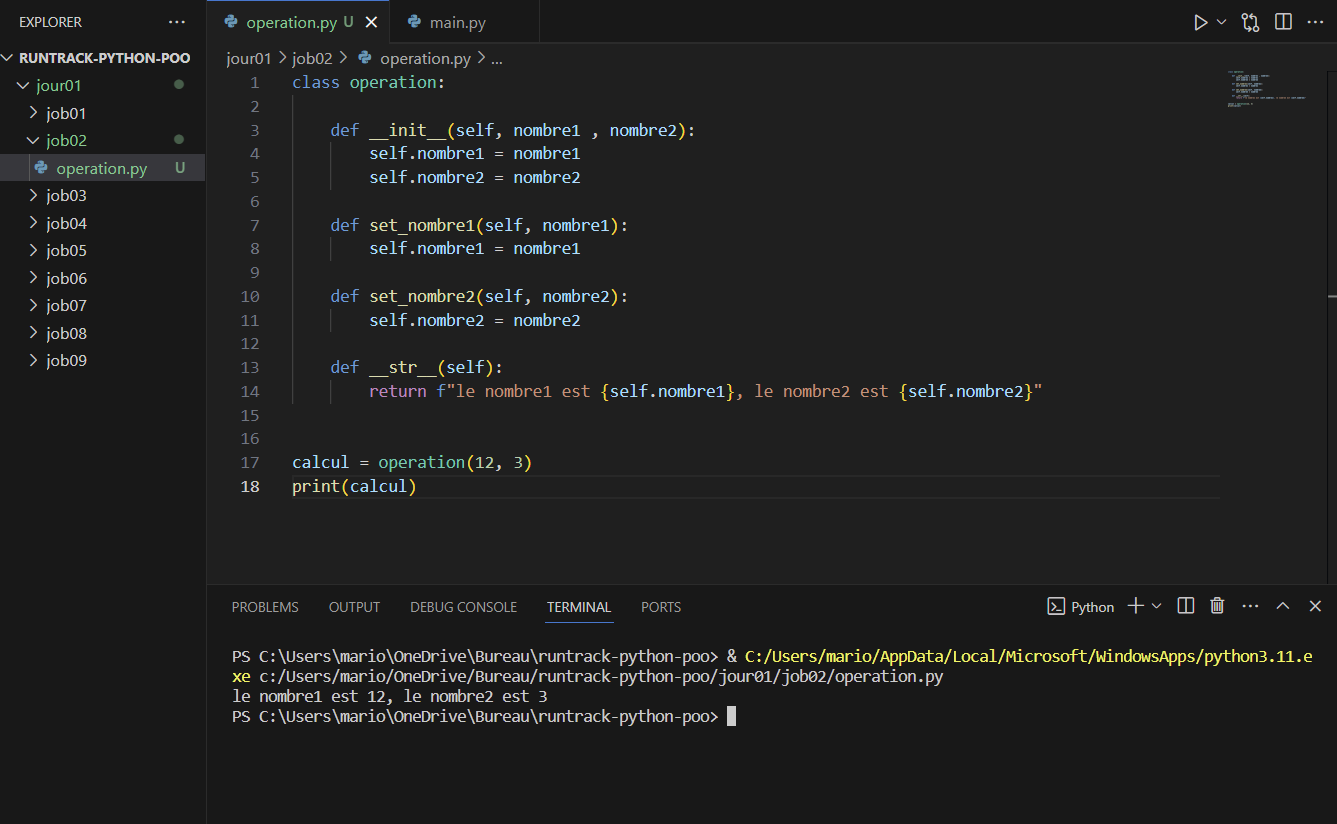 EXPLORER ···
operation.py U
main.py
RUNTRACK-PYTHON-POO
jour01
job01
job02
operation.py U
job03
job04
job05
job06
job07
job08
job09
jour01 > job02 > operation.py > ...
1 class operation:
2
3 def __init__(self, nombre1 , nombre2):
4 self.nombre1 = nombre1
5 self.nombre2 = nombre2
6
7 def set_nombre1(self, nombre1):
8 self.nombre1 = nombre1
9
10 def set_nombre2(self, nombre2):
11 self.nombre2 = nombre2
12
13 def __str__(self):
14 return f"le nombre1 est {self.nombre1}, le nombre2 est {self.nombre2}"
15
16
17 calcul = operation(12, 3)
18 print(calcul)
PROBLEMS OUTPUT DEBUG CONSOLE TERMINAL PORTS
Python
PS C:\Users\mario\OneDrive\Bureau\runtrack-python-poo> & C:/Users/mario/AppData/Local/Microsoft/WindowsApps/python3.11.e
xe c:/Users/mario/OneDrive/Bureau/runtrack-python-poo/jour01/job02/operation.py
le nombre1 est 12, le nombre2 est 3
PS C:\Users\mario\OneDrive\Bureau\runtrack-python-poo>